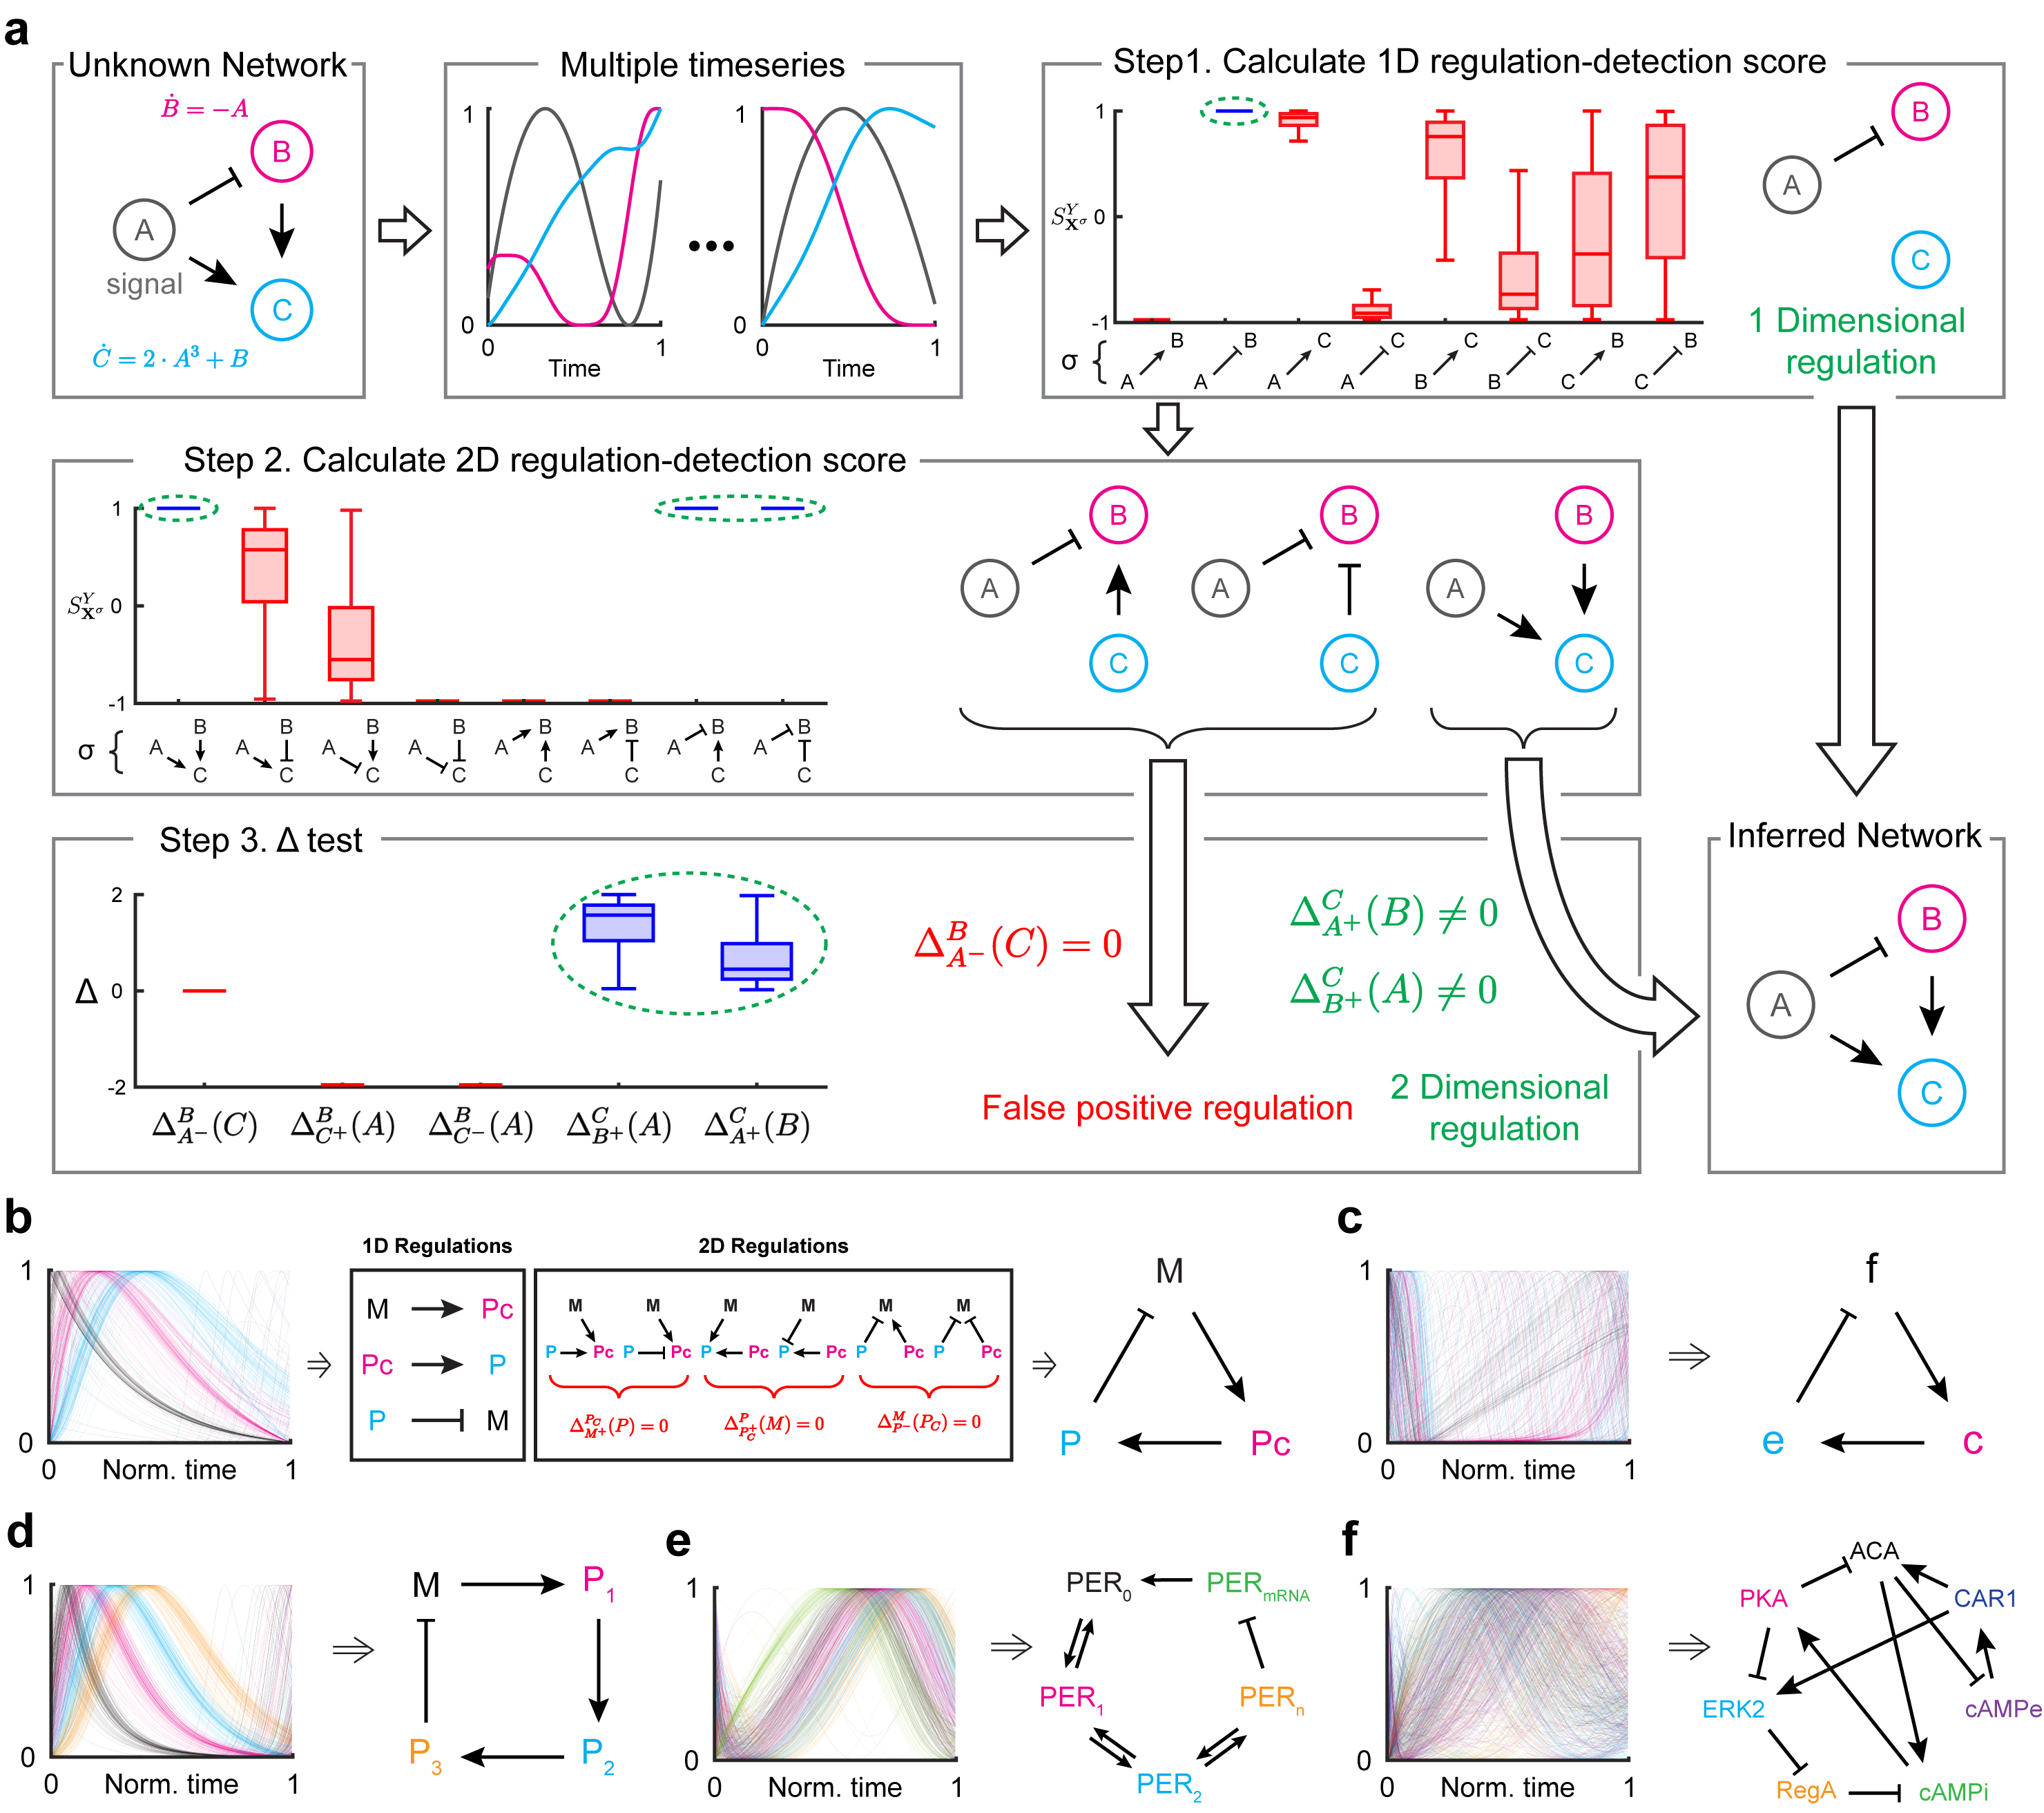 a
Unknown Network
Ḃ = −A
B
A
signal
C
Ċ = 2 · A³ + B
Multiple timeseries
1
0
0
1
Time
•••
1
0
0
1
Time
Step1. Calculate 1D regulation-detection score
1
S^Y_X^σ 0
-1
σ {
A B
A B
A C
A C
B C
B C
C B
C B
B
A
C
1 Dimensional
regulation
Step 2. Calculate 2D regulation-detection score
1
S^Y_X^σ 0
-1
σ {
A B C
A B C
A B C
A B C
A B C
A B C
A B C
A B C
B
A
C
B
A
C
B
A
C
Step 3. Δ test
2
Δ 0
-2
Δ^B_A−(C)
Δ^B_C+(A)
Δ^B_C−(A)
Δ^C_B+(A)
Δ^C_A+(B)
Δ^B_A−(C) = 0
False positive regulation
Δ^C_A+(B) ≠ 0
Δ^C_B+(A) ≠ 0
2 Dimensional
regulation
Inferred Network
B
A
C
b
1
0
0 Norm. time 1
1D Regulations
M Pc
Pc P
P M
2D Regulations
M M M M M M
P Pc P Pc P Pc P Pc P Pc P Pc
Δ^PC_M+(P) = 0
Δ^P_PC+(M) = 0
Δ^M_P−(PC) = 0
M
P Pc
c
1
0
0 Norm. time 1
f
e c
d
1
0
0 Norm. time 1
M P₁
P₃ P₂
e
1
0
0 Norm. time 1
PER₀ PERmRNA
PER₁ PERn
PER₂
f
1
0
0 Norm. time 1
ACA
PKA CAR1
ERK2 cAMPe
RegA cAMPi